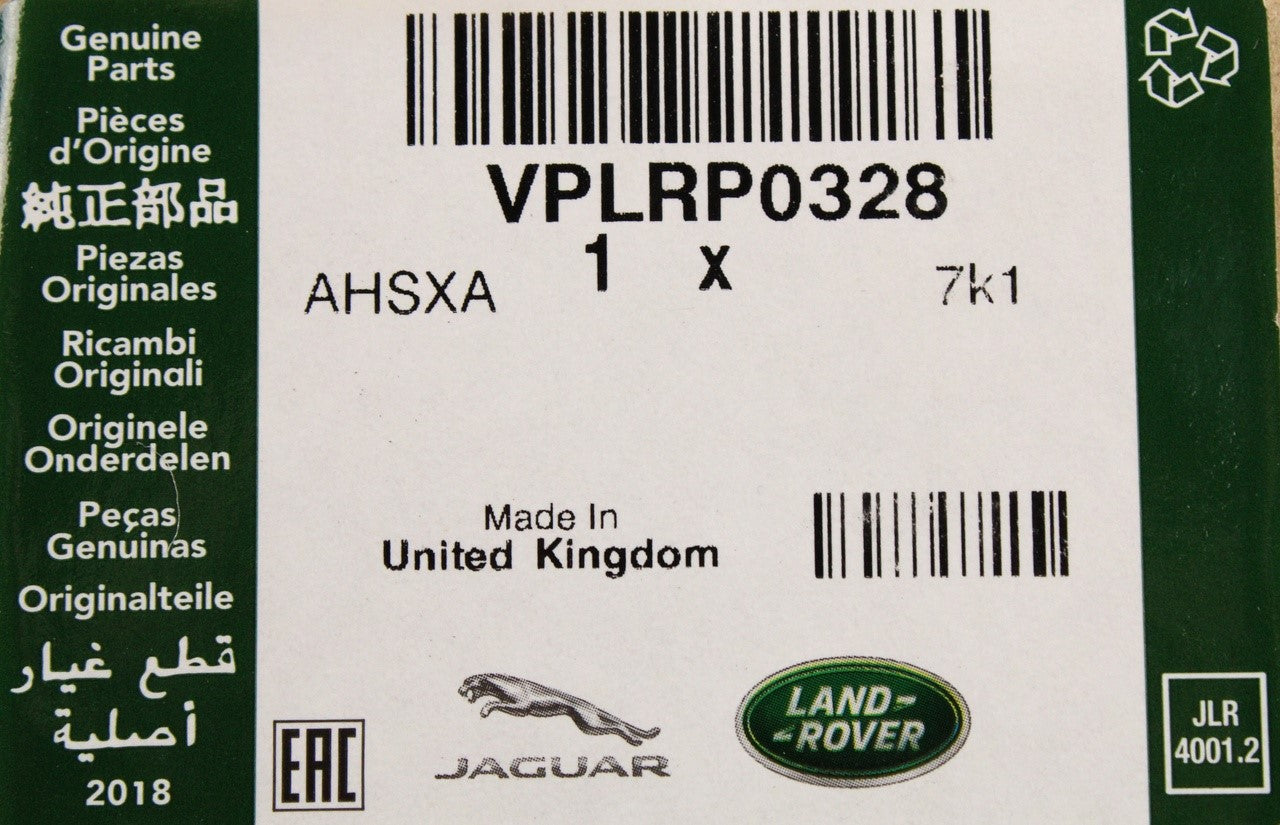 Genuine
Parts
Pièces
d'Origine
純正部品
Piezas
Originales
Ricambi
Originali
Originele
Onderdelen
Peças
Genuinas
Originalteile
قطع غيار
أصلية
2018
VPLRP0328
1 x
AHSXA
7k1
Made In
United Kingdom
EAC
JAGUAR
LAND-
-ROVER
JLR
4001.2